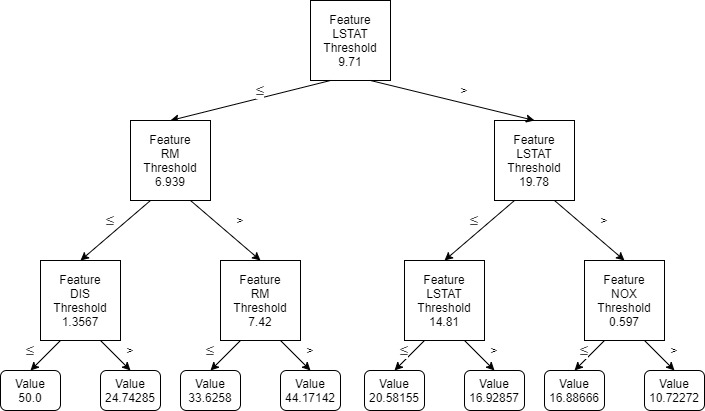 Feature
LSTAT
Threshold
9.71
≤
>
Feature
RM
Threshold
6.939
Feature
LSTAT
Threshold
19.78
≤
>
≤
>
Feature
DIS
Threshold
1.3567
Feature
RM
Threshold
7.42
Feature
LSTAT
Threshold
14.81
Feature
NOX
Threshold
0.597
≤
>
≤
>
≤
>
≤
>
Value
50.0
Value
24.74285
Value
33.6258
Value
44.17142
Value
20.58155
Value
16.92857
Value
16.88666
Value
10.72272